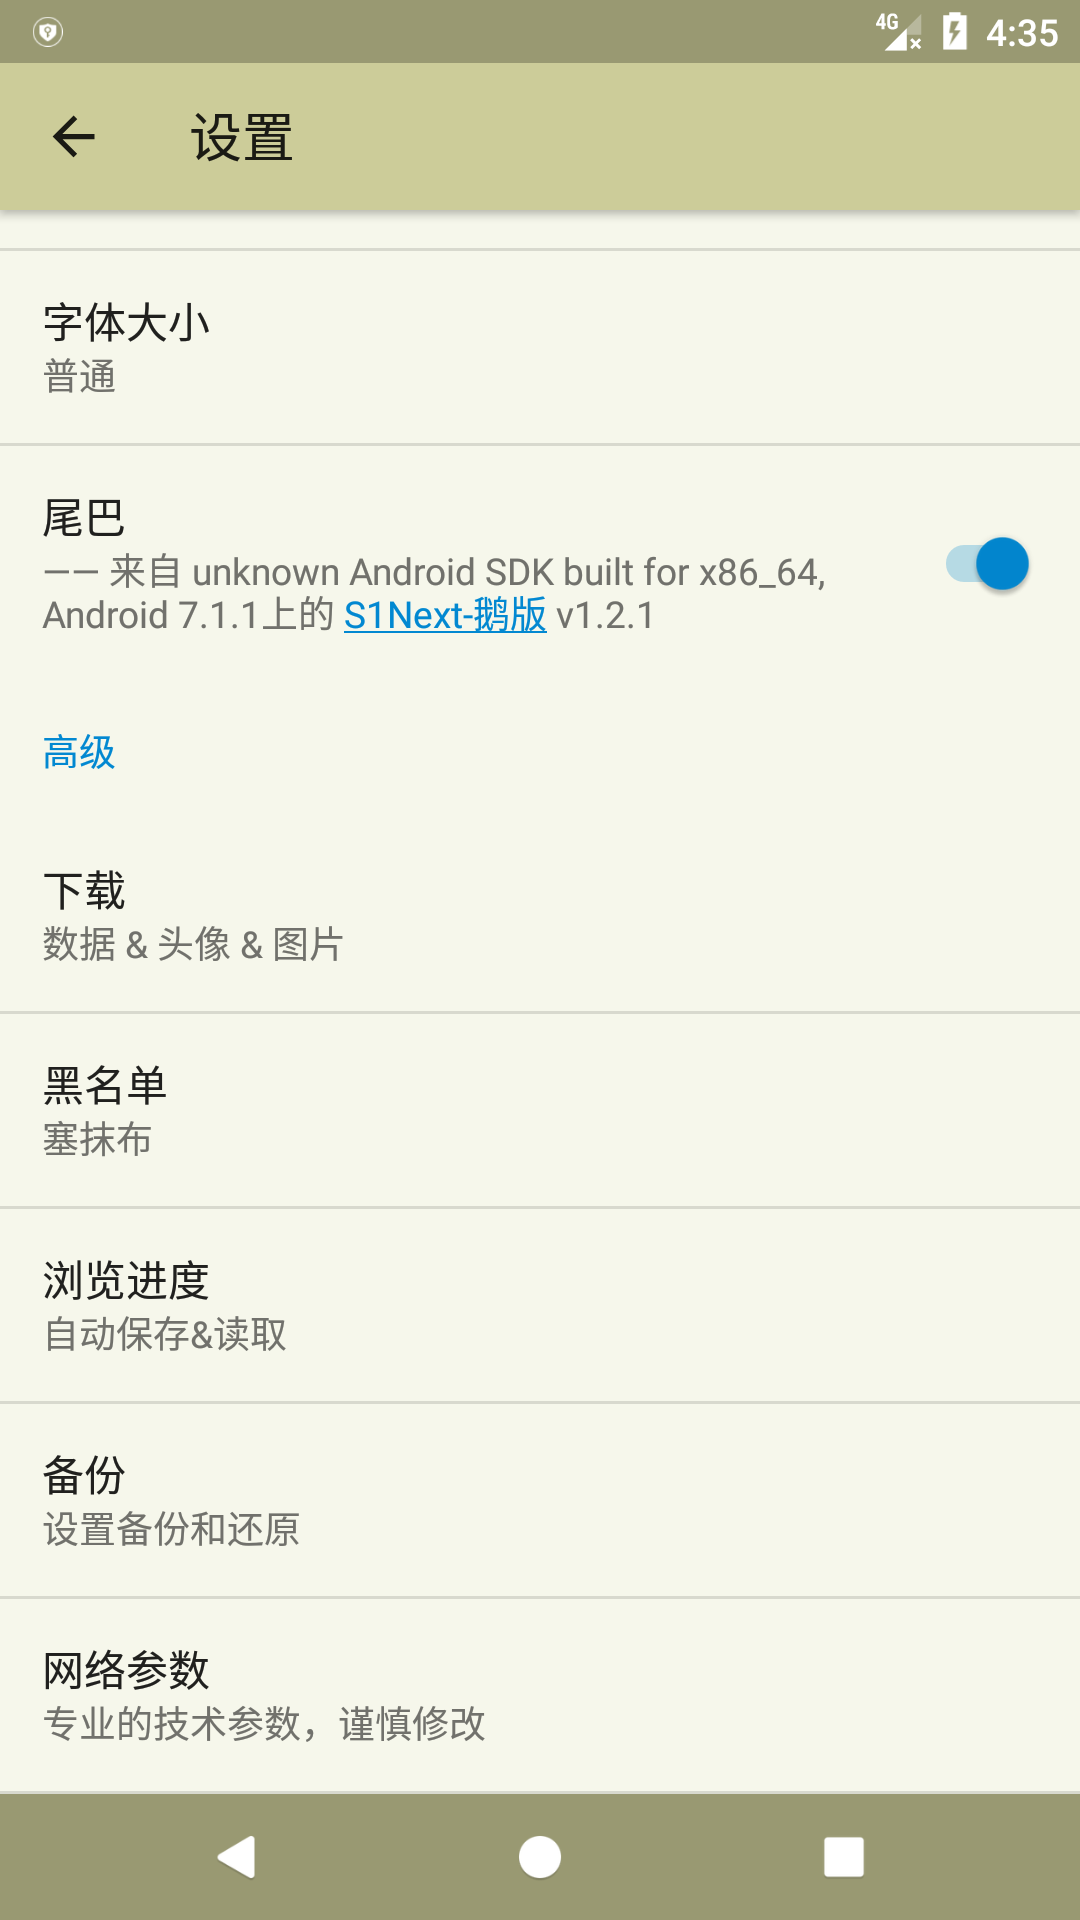 4G 4:35
设置
字体大小
普通
尾巴
—— 来自 unknown Android SDK built for x86_64,
Android 7.1.1上的 S1Next-鹅版 v1.2.1
高级
下载
数据 & 头像 & 图片
黑名单
塞抹布
浏览进度
自动保存&读取
备份
设置备份和还原
网络参数
专业的技术参数，谨慎修改